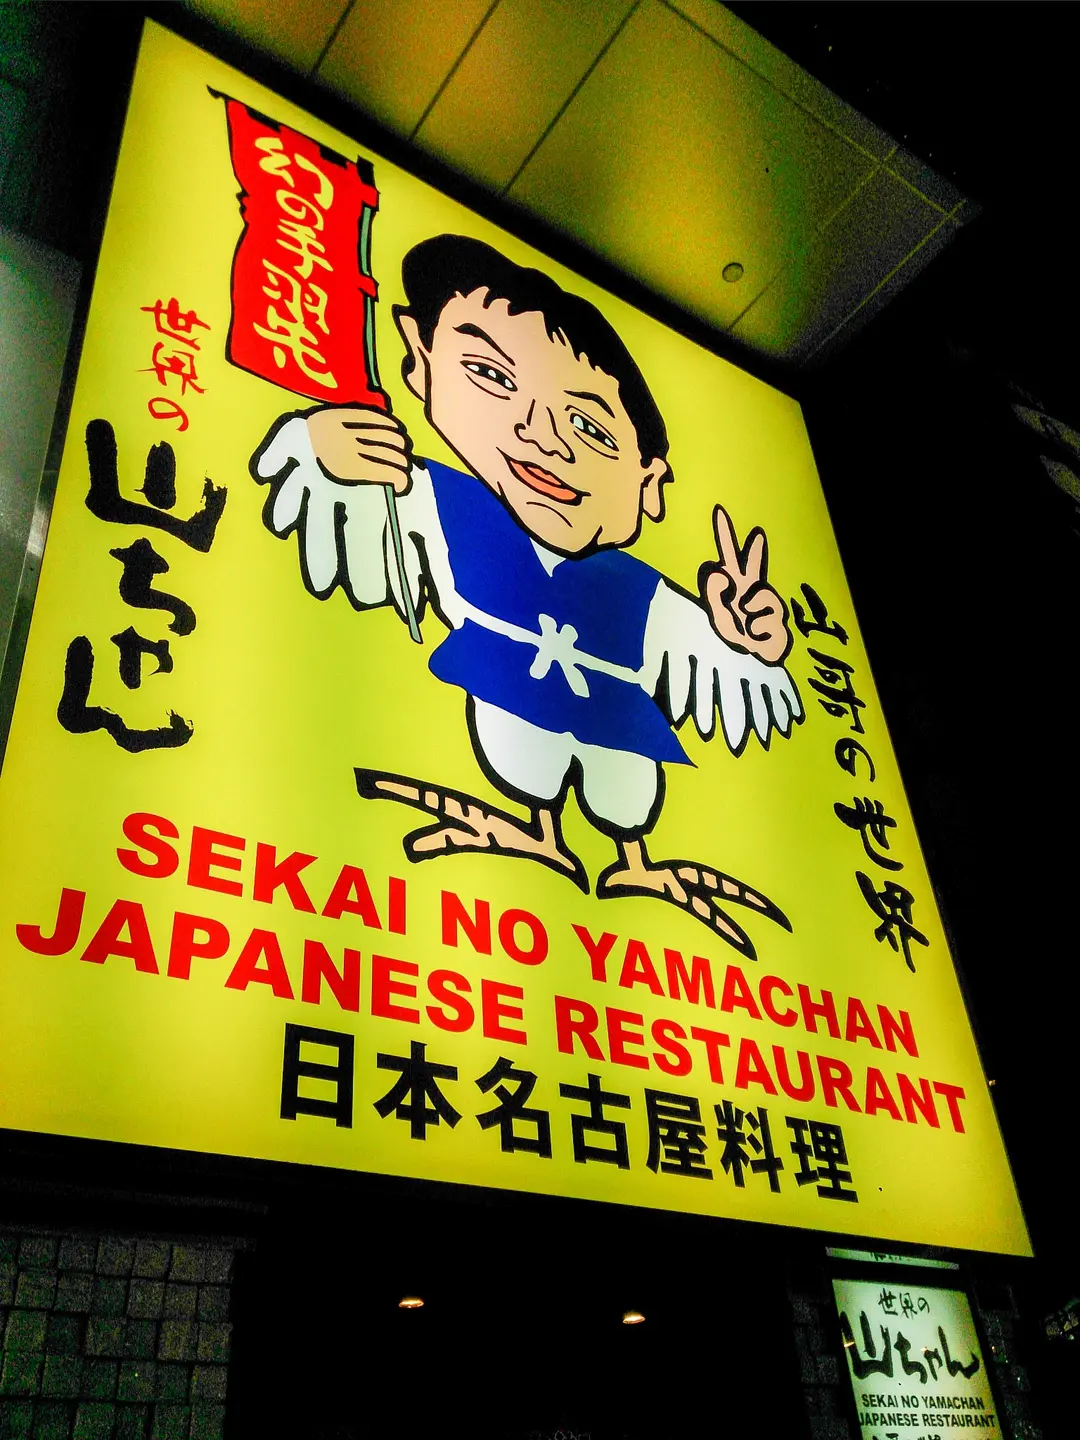 幻の手羽先
世界の
山ちゃん
山哥の世界
SEKAI NO YAMACHAN
JAPANESE RESTAURANT
日本名古屋料理
世界の
山ちゃん
SEKAI NO YAMACHAN
JAPANESE RESTAURANT